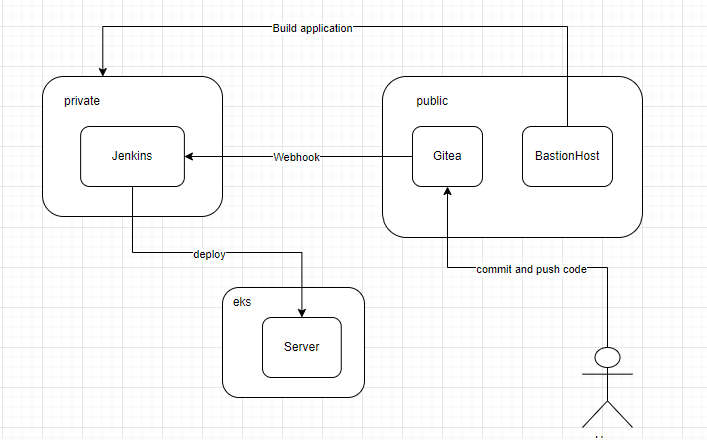 Build application
private
public
Jenkins
Webhook
Gitea
BastionHost
deploy
commit and push code
eks
Server